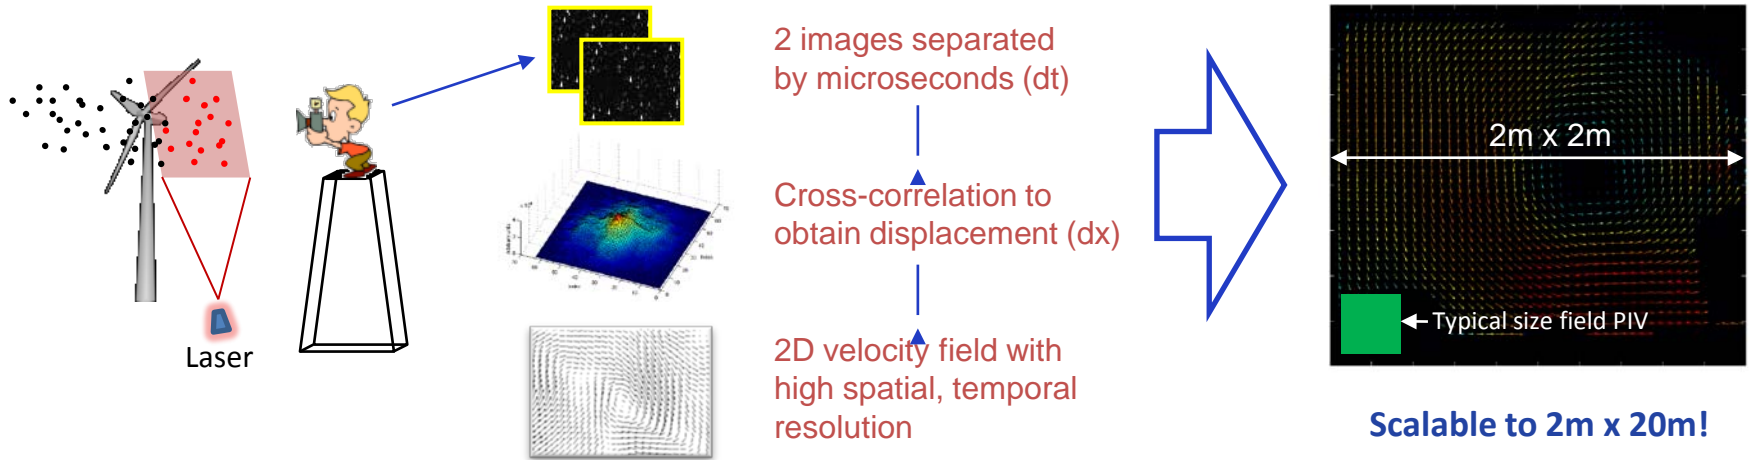 Laser
2 images separated
by microseconds (dt)
Cross-correlation to
obtain displacement (dx)
2D velocity field with
high spatial, temporal
resolution
2m x 2m
Typical size field PIV
Scalable to 2m x 20m!